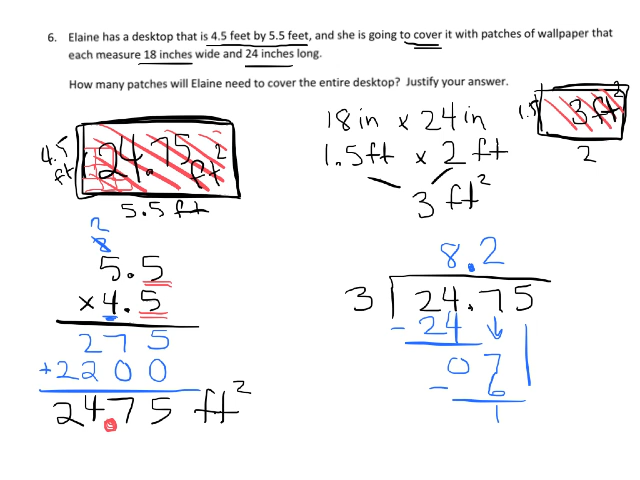 6. Elaine has a desktop that is 4.5 feet by 5.5 feet, and she is going to cover it with patches of wallpaper that
each measure 18 inches wide and 24 inches long.
How many patches will Elaine need to cover the entire desktop? Justify your answer.
4.5
ft
24.75
ft²
5.5 ft
18 in x 24 in
1.5 ft x 2 ft
3 ft²
1.5
3 ft²
2
2
5.5
x 4.5
275
+2200
24.75 ft²
8.2
3 24.75
- 24
07
- 6
1